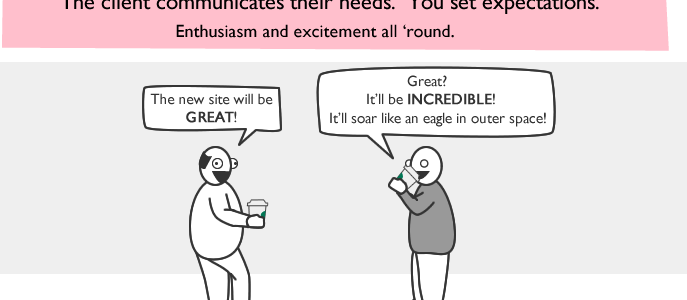 The client communicates their needs. You set expectations.
Enthusiasm and excitement all ‘round.
The new site will be
GREAT!
Great?
It’ll be INCREDIBLE!
It’ll soar like an eagle in outer space!